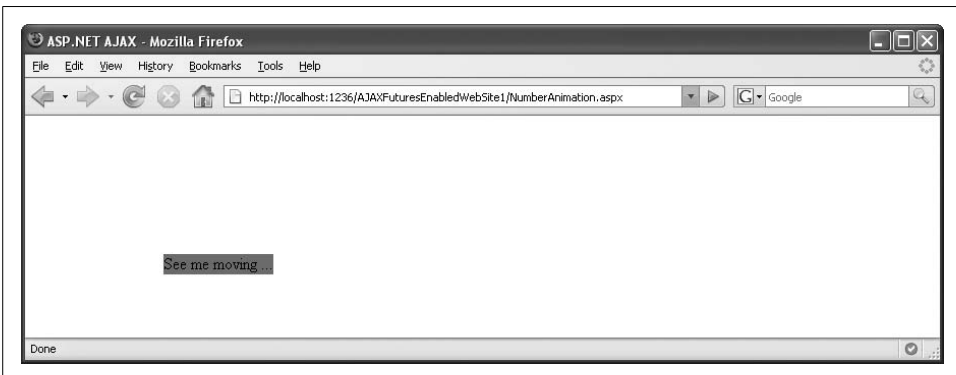 ASP.NET AJAX - Mozilla Firefox
File Edit View History Bookmarks Tools Help
http://localhost:1236/AJAXFuturesEnabledWebSite1/NumberAnimation.aspx G Google
See me moving ...
Done